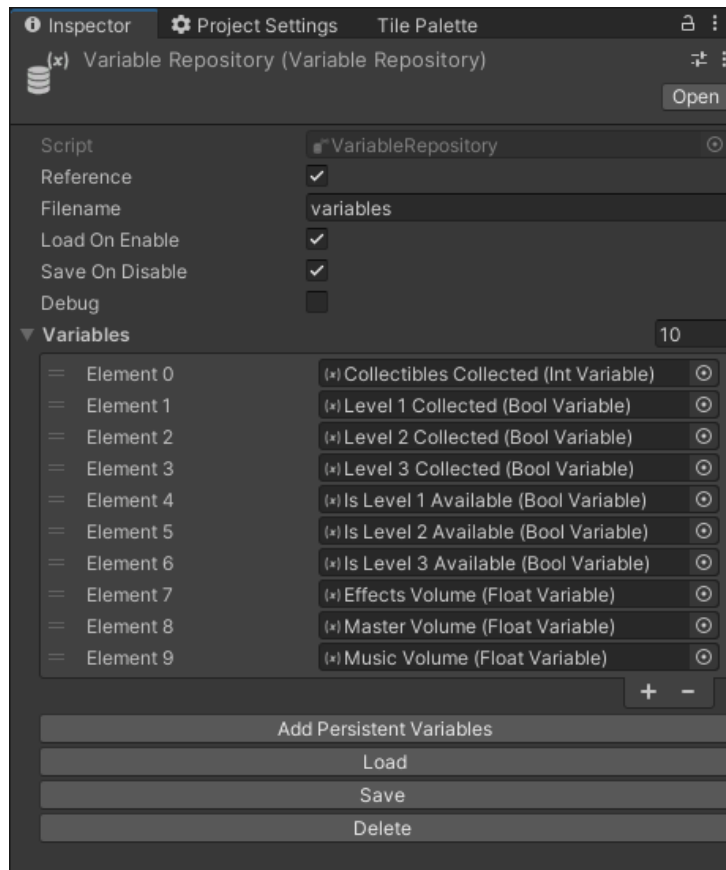 Inspector Project Settings Tile Palette
(x) Variable Repository (Variable Repository)
Open
Script VariableRepository
Reference
Filename variables
Load On Enable
Save On Disable
Debug
Variables 10
Element 0 (x) Collectibles Collected (Int Variable)
Element 1 (x) Level 1 Collected (Bool Variable)
Element 2 (x) Level 2 Collected (Bool Variable)
Element 3 (x) Level 3 Collected (Bool Variable)
Element 4 (x) Is Level 1 Available (Bool Variable)
Element 5 (x) Is Level 2 Available (Bool Variable)
Element 6 (x) Is Level 3 Available (Bool Variable)
Element 7 (x) Effects Volume (Float Variable)
Element 8 (x) Master Volume (Float Variable)
Element 9 (x) Music Volume (Float Variable)
+ -
Add Persistent Variables
Load
Save
Delete